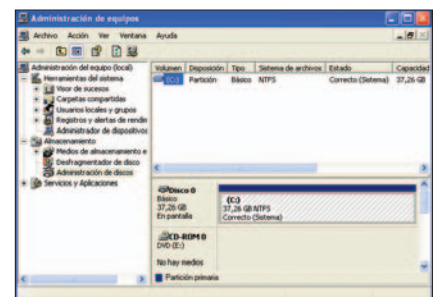 Administración de equipos
Archivo Acción Ver Ventana Ayuda
Administración del equipo (local)
Herramientas del sistema
Visor de sucesos
Carpetas compartidas
Usuarios locales y grupos
Registros y alertas de rendin
Administrador de dispositivos
Almacenamiento
Medios de almacenamiento e
Desfragmentador de disco
Administración de discos
Servicios y Aplicaciones
Volumen Disposición Tipo Sistema de archivos Estado Capacidad
(C:) Partición Básico NTFS Correcto (Sistema) 37,26 GB
Disco 0
Básico
37,26 GB
En pantalla
(C:)
37,26 GB NTFS
Correcto (Sistema)
CD-ROM 0
DVD (E:)
No hay medios
Partición primaria